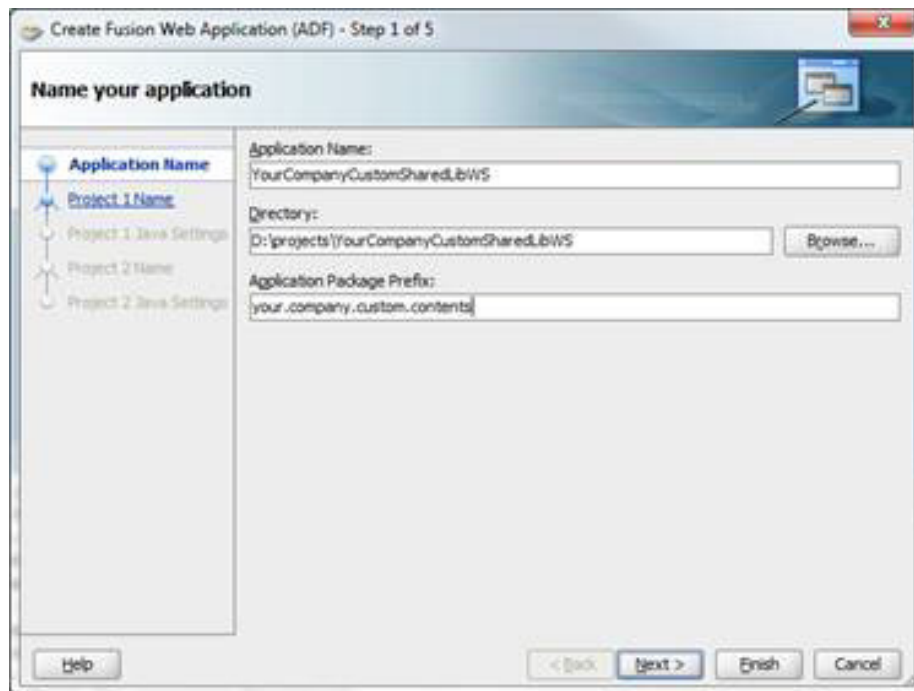 Create Fusion Web Application (ADF) - Step 1 of 5
Name your application
Application Name
Project 1 Name
Project 1 Java Settings
Project 2 Name
Project 2 Java Settings
Application Name:
YourCompanyCustomSharedLibWS
Directory:
D:\projects\YourCompanyCustomSharedLibWS
Browse...
Application Package Prefix:
your.company.custom.contents
Help
< Back
Next >
Finish
Cancel